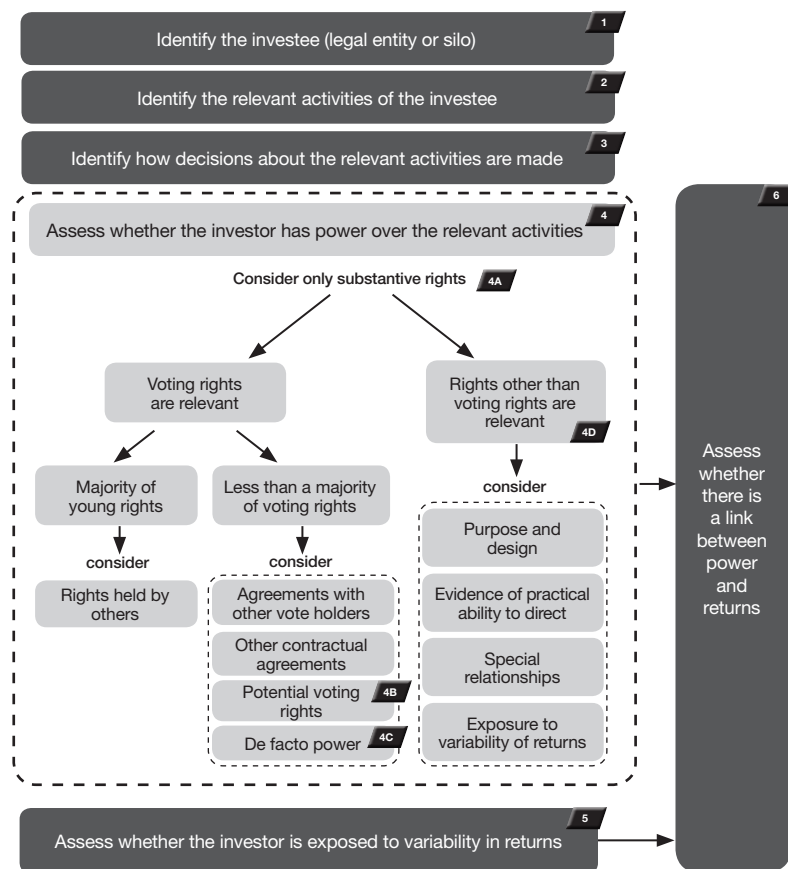 1
Identify the investee (legal entity or silo)
2
Identify the relevant activities of the investee
3
Identify how decisions about the relevant activities are made
4
Assess whether the investor has power over the relevant activities
Consider only substantive rights 4A
Voting rights
are relevant
Majority of
young rights
consider
Rights held by
others
Less than a majority
of voting rights
consider
Agreements with
other vote holders
Other contractual
agreements
4B
Potential voting
rights
4C
De facto power
Rights other than
voting rights are
relevant
4D
consider
Purpose and
design
Evidence of practical
ability to direct
Special
relationships
Exposure to
variability of returns
5
Assess whether the investor is exposed to variability in returns
6
Assess
whether
there is
a link
between
power
and
returns